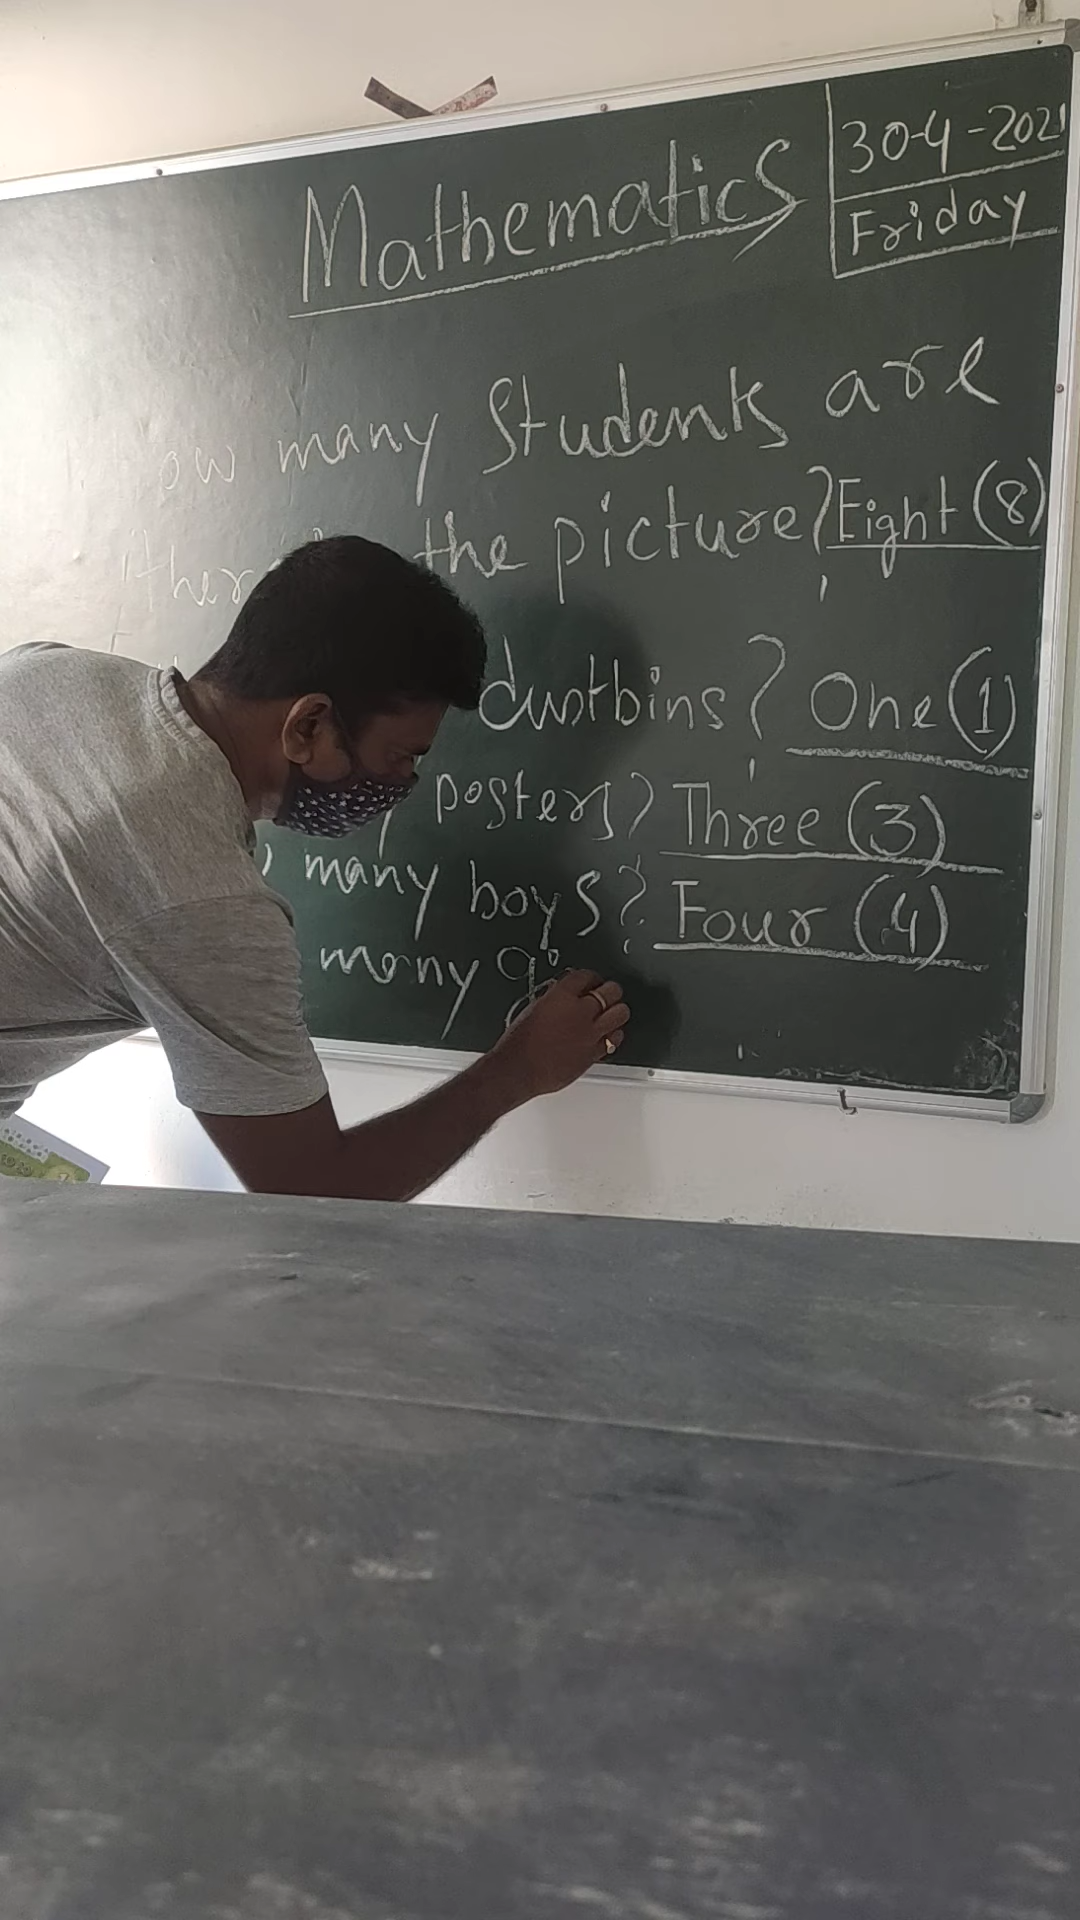 Mathematics
30-4-2021
Friday
ow many Students are
ther the picture? Eight (8)
dustbins? One (1)
posters? Three (3)
many boys? Four (4)
many gi